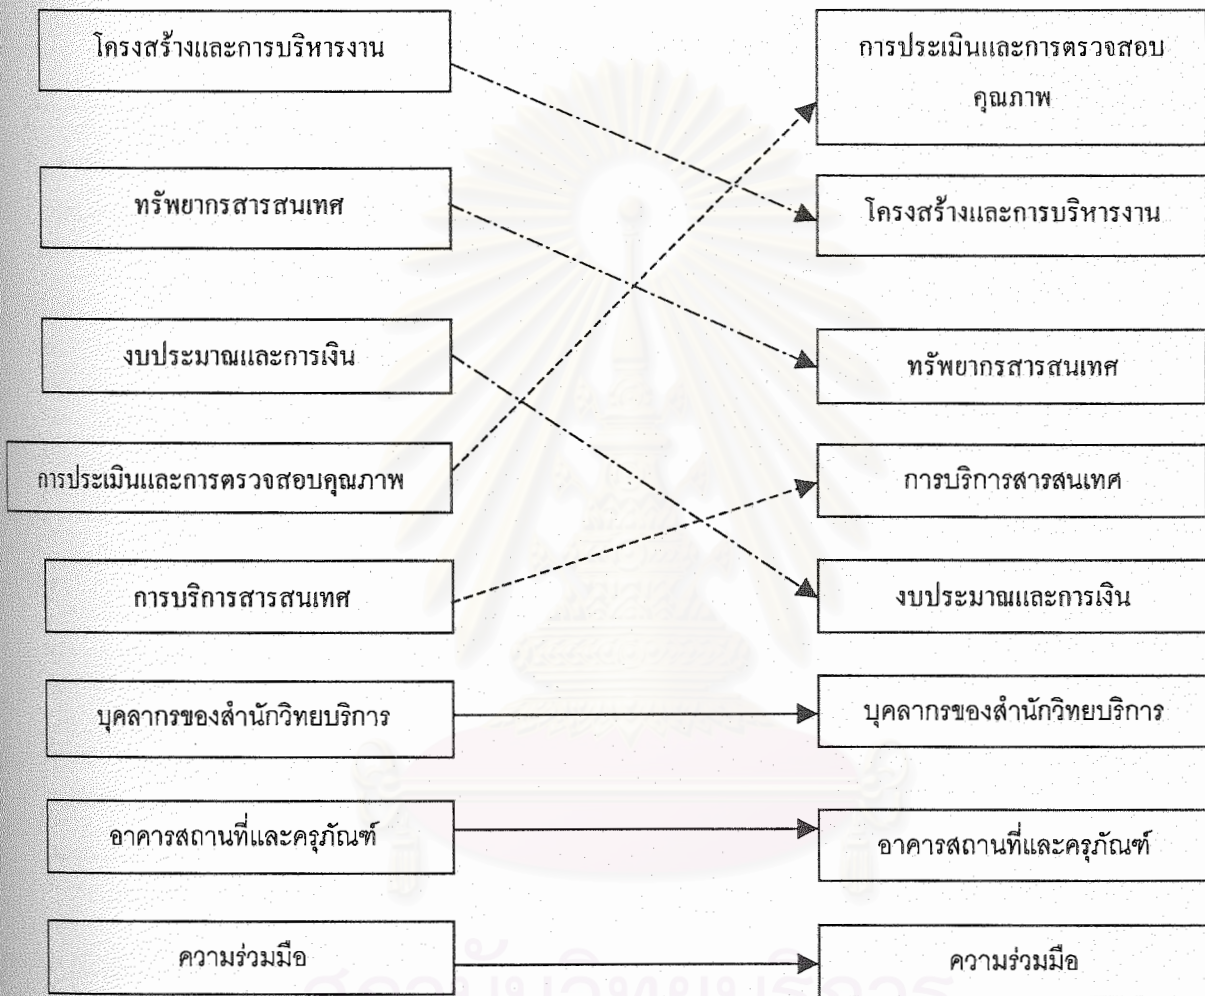 โครงสร้างและการบริหารงาน
ทรัพยากรสารสนเทศ
งบประมาณและการเงิน
การประเมินและการตรวจสอบคุณภาพ
การบริการสารสนเทศ
บุคลากรของสำนักวิทยบริการ
อาคารสถานที่และครุภัณฑ์
ความร่วมมือ
การประเมินและการตรวจสอบ
คุณภาพ
โครงสร้างและการบริหารงาน
ทรัพยากรสารสนเทศ
การบริการสารสนเทศ
งบประมาณและการเงิน
บุคลากรของสำนักวิทยบริการ
อาคารสถานที่และครุภัณฑ์
ความร่วมมือ
สถาบันวิทยบริการ